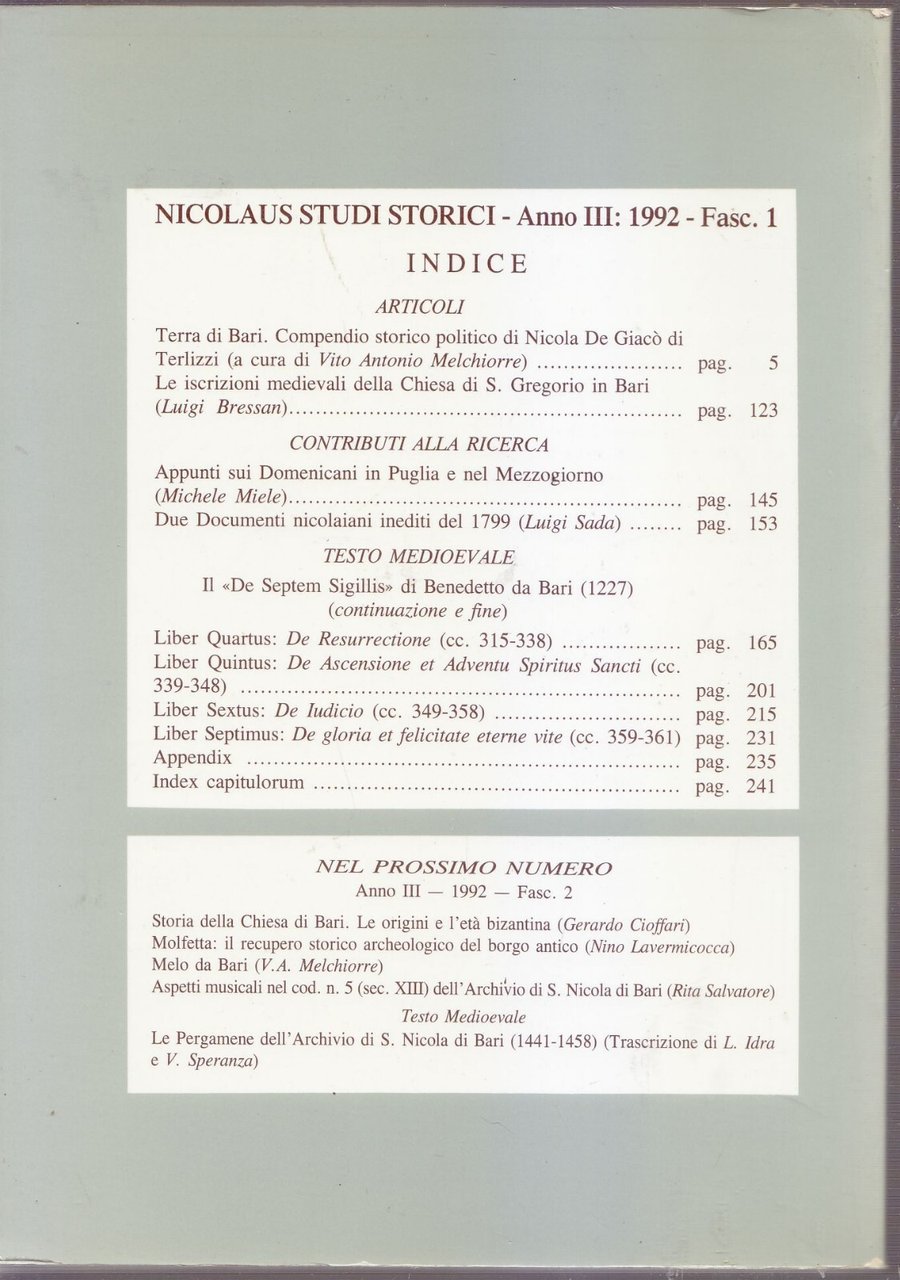 NICOLAUS STUDI STORICI - Anno III: 1992 - Fasc. 1
INDICE
ARTICOLI
Terra di Bari. Compendio storico politico di Nicola De Giacò di
Terlizzi (a cura di Vito Antonio Melchiorre) ...................... pag. 5
Le iscrizioni medievali della Chiesa di S. Gregorio in Bari
(Luigi Bressan)........................................................... pag. 123
CONTRIBUTI ALLA RICERCA
Appunti sui Domenicani in Puglia e nel Mezzogiorno
(Michele Miele)........................................................... pag. 145
Due Documenti nicolaiani inediti del 1799 (Luigi Sada) ........ pag. 153
TESTO MEDIOEVALE
Il «De Septem Sigillis» di Benedetto da Bari (1227)
(continuazione e fine)
Liber Quartus: De Resurrectione (cc. 315-338) .................. pag. 165
Liber Quintus: De Ascensione et Adventu Spiritus Sancti (cc.
339-348) .................................................................. pag. 201
Liber Sextus: De Iudicio (cc. 349-358) ............................ pag. 215
Liber Septimus: De gloria et felicitate eterne vite (cc. 359-361) pag. 231
Appendix ................................................................. pag. 235
Index capitulorum ....................................................... pag. 241
NEL PROSSIMO NUMERO
Anno III — 1992 — Fasc. 2
Storia della Chiesa di Bari. Le origini e l'età bizantina (Gerardo Cioffari)
Molfetta: il recupero storico archeologico del borgo antico (Nino Lavermicocca)
Melo da Bari (V.A. Melchiorre)
Aspetti musicali nel cod. n. 5 (sec. XIII) dell'Archivio di S. Nicola di Bari (Rita Salvatore)
Testo Medioevale
Le Pergamene dell'Archivio di S. Nicola di Bari (1441-1458) (Trascrizione di L. Idra
e V. Speranza)